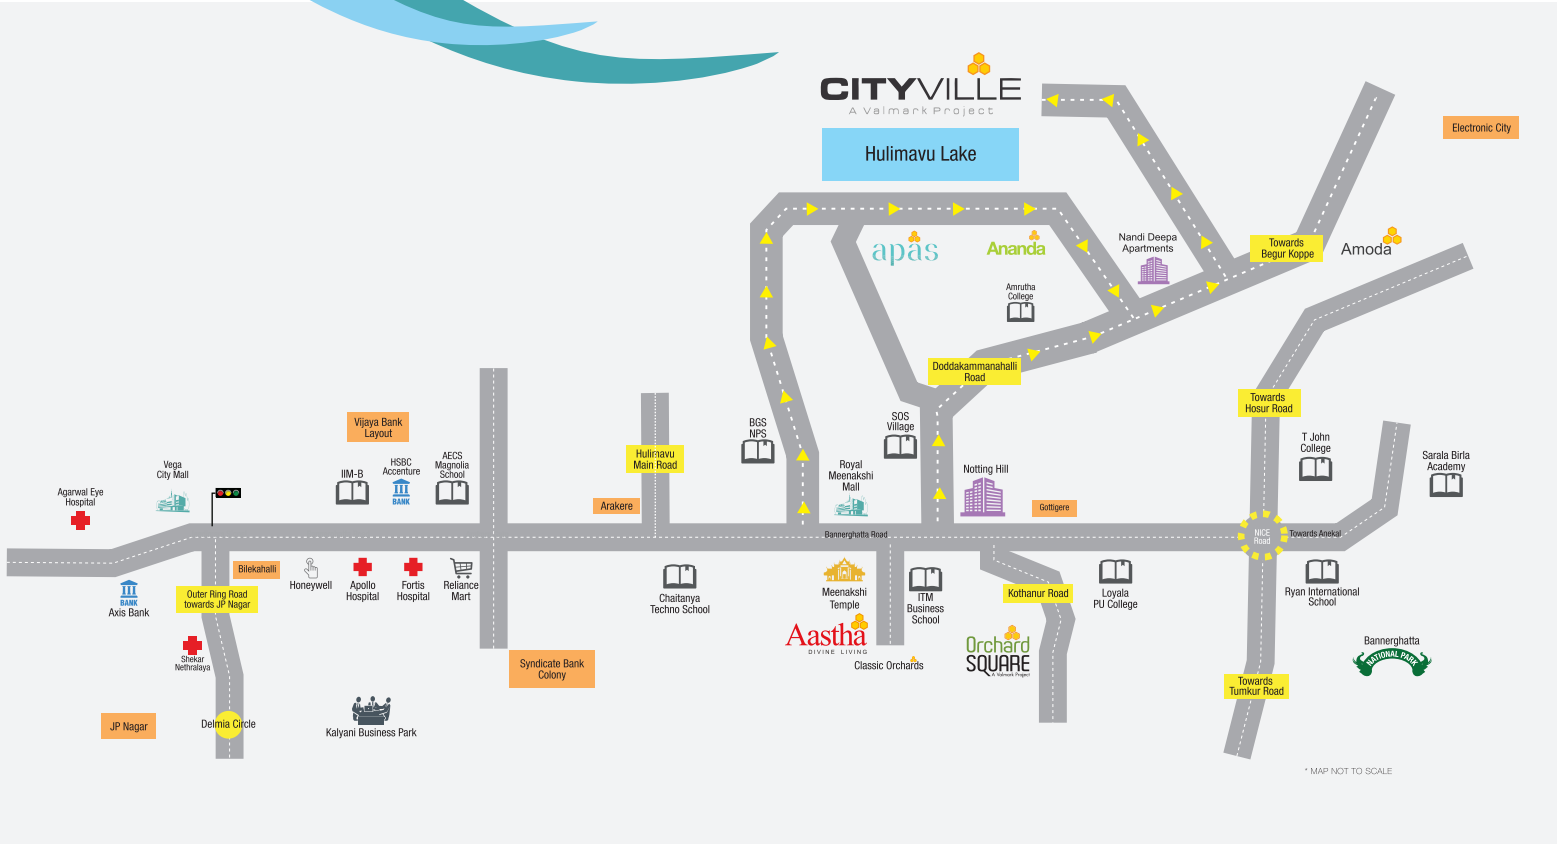 CITYVILLE
A Valmark Project
Hulimavu Lake
Electronic City
apas
Ananda
Nandi Deepa
Apartments
Towards
Begur Koppe
Amoda
Amrutha
College
Doddakammanahalli
Road
Towards
Hosur Road
Vijaya Bank
Layout
IIM-B
HSBC
Accenture
BANK
AECS
Magnolia
School
Hulimavu
Main Road
BGS
NPS
SOS
Village
Royal
Meenakshi
Mall
Notting Hill
T John
College
Sarala Birla
Academy
Vega
City Mall
Agarwal Eye
Hospital
Arakere
Gottigere
Bannerghatta Road
NICE
Road
Towards Anekal
Bilekahalli
Honeywell
Apollo
Hospital
Fortis
Hospital
Reliance
Mart
BANK
Axis Bank
Outer Ring Road
towards JP Nagar
Chaitanya
Techno School
Meenakshi
Temple
ITM
Business
School
Kothanur Road
Loyala
PU College
Ryan International
School
Shekar
Nethralaya
Aastha
DIVINE LIVING
Classic Orchards
Orchard
SQUARE
A Valmark Project
Syndicate Bank
Colony
Bannerghatta
NATIONAL PARK
Towards
Tumkur Road
JP Nagar
Delmia Circle
Kalyani Business Park
* MAP NOT TO SCALE